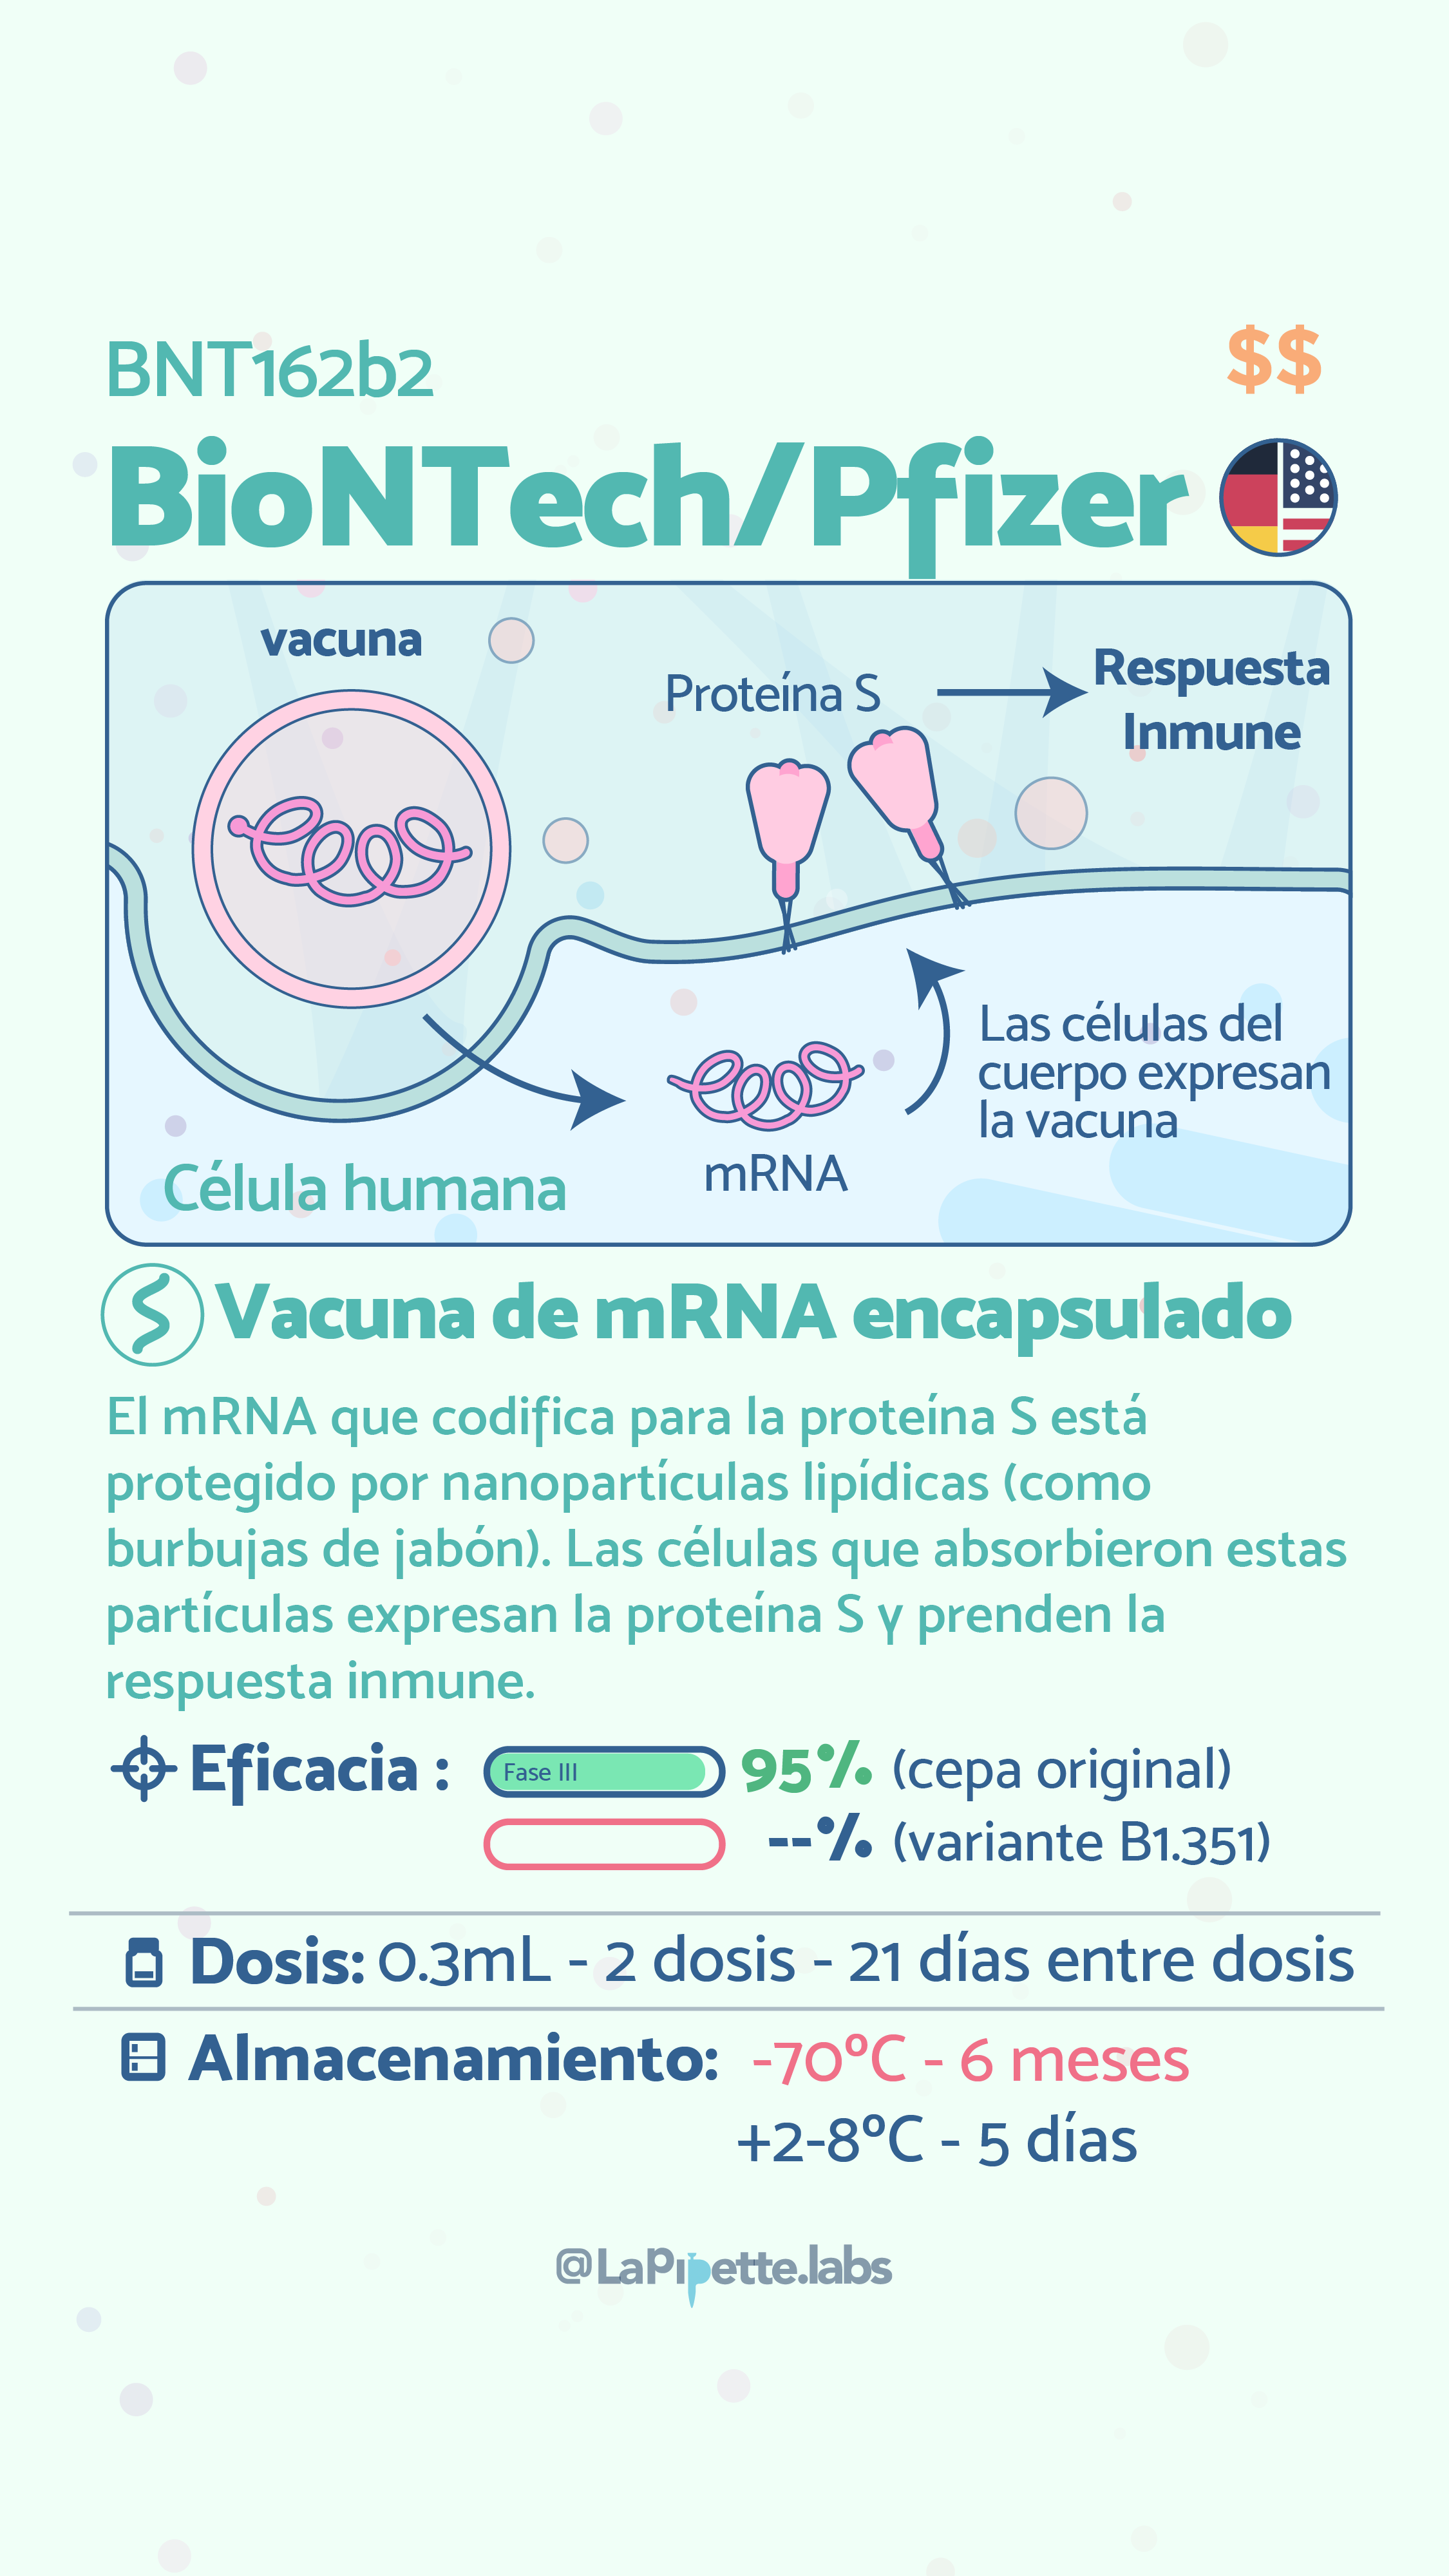 BNT162b2
$$
BioNTech/Pfizer
vacuna
Proteína S
Respuesta
Inmune
Las células del
cuerpo expresan
la vacuna
mRNA
Célula humana
Vacuna de mRNA encapsulado
El mRNA que codifica para la proteína S está
protegido por nanopartículas lipídicas (como
burbujas de jabón). Las células que absorbieron estas
partículas expresan la proteína S y prenden la
respuesta inmune.
Eficacia : Fase III 95% (cepa original)
--% (variante B1.351)
Dosis: 0.3mL - 2 dosis - 21 días entre dosis
Almacenamiento: -70ºC - 6 meses
+2-8ºC - 5 días
@LaPipette.labs